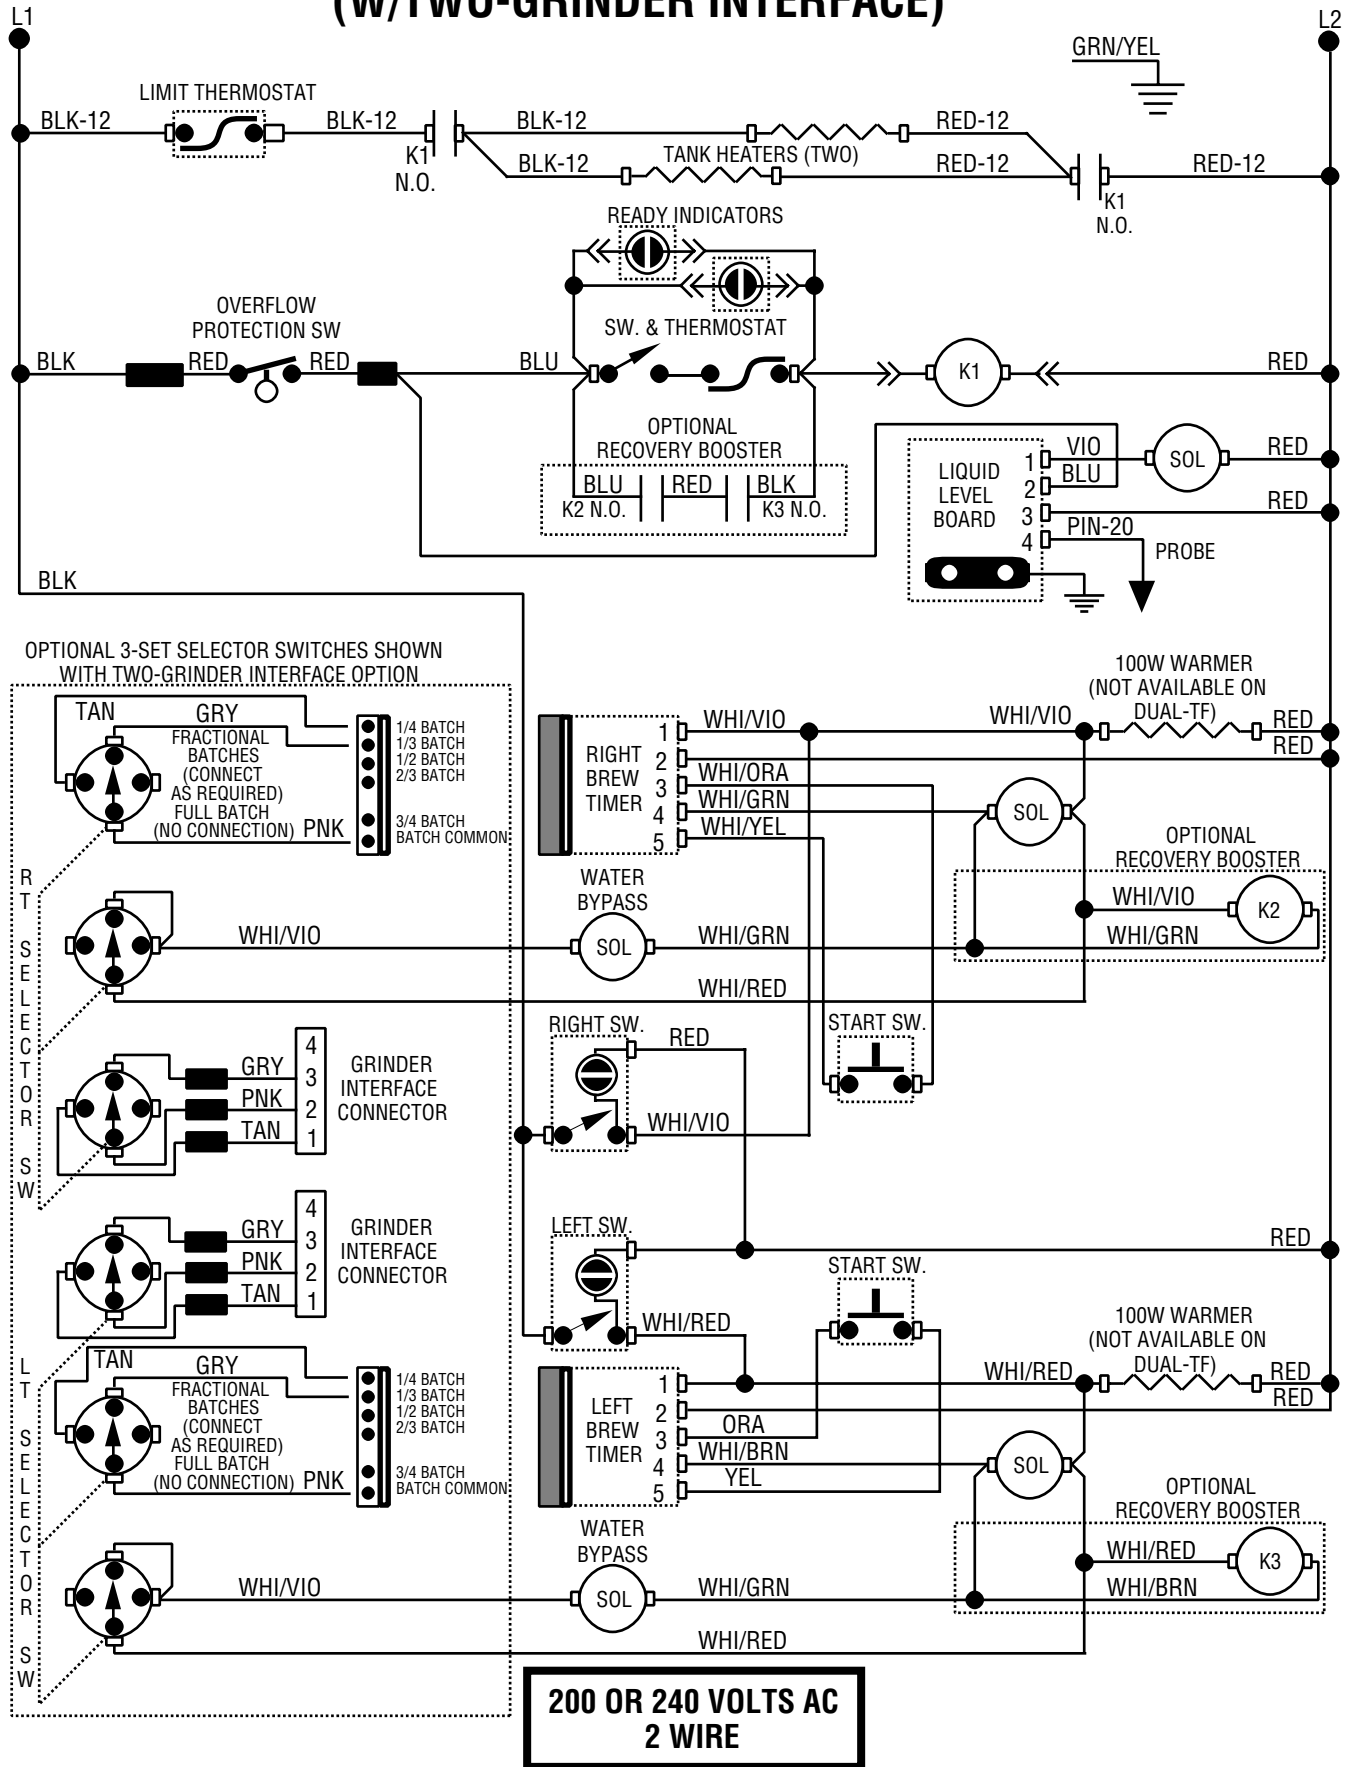 (W/TWO-GRINDER INTERFACE)
L1
L2
GRN/YEL
LIMIT THERMOSTAT
BLK-12
BLK-12
BLK-12
RED-12
K1
N.O.
BLK-12
TANK HEATERS (TWO)
RED-12
RED-12
K1
N.O.
READY INDICATORS
OVERFLOW
PROTECTION SW
SW. & THERMOSTAT
BLK
RED
RED
BLU
K1
RED
OPTIONAL
RECOVERY BOOSTER
BLU
RED
BLK
K2 N.O.
K3 N.O.
LIQUID
LEVEL
BOARD
1
2
3
4
VIO
BLU
SOL
RED
RED
PIN-20
PROBE
BLK
OPTIONAL 3-SET SELECTOR SWITCHES SHOWN
WITH TWO-GRINDER INTERFACE OPTION
TAN
GRY
FRACTIONAL
BATCHES
(CONNECT
AS REQUIRED)
FULL BATCH
(NO CONNECTION)
PNK
1/4 BATCH
1/3 BATCH
1/2 BATCH
2/3 BATCH
3/4 BATCH
BATCH COMMON
RIGHT
BREW
TIMER
1
2
3
4
5
WHI/VIO
WHI/ORA
WHI/GRN
WHI/YEL
WHI/VIO
100W WARMER
(NOT AVAILABLE ON
DUAL-TF)
RED
RED
SOL
OPTIONAL
RECOVERY BOOSTER
WHI/VIO
K2
WHI/GRN
RT SELECTOR SW
WHI/VIO
WATER
BYPASS
SOL
WHI/GRN
WHI/RED
RIGHT SW.
RED
START SW.
WHI/VIO
GRY
PNK
TAN
4
3
2
1
GRINDER
INTERFACE
CONNECTOR
GRY
PNK
TAN
4
3
2
1
GRINDER
INTERFACE
CONNECTOR
LEFT SW.
RED
START SW.
WHI/RED
LT SELECTOR SW
TAN
GRY
FRACTIONAL
BATCHES
(CONNECT
AS REQUIRED)
FULL BATCH
(NO CONNECTION)
PNK
1/4 BATCH
1/3 BATCH
1/2 BATCH
2/3 BATCH
3/4 BATCH
BATCH COMMON
LEFT
BREW
TIMER
1
2
3
4
5
ORA
WHI/BRN
YEL
WHI/RED
100W WARMER
(NOT AVAILABLE ON
DUAL-TF)
RED
RED
SOL
OPTIONAL
RECOVERY BOOSTER
WHI/RED
K3
WHI/BRN
WHI/VIO
WATER
BYPASS
SOL
WHI/GRN
WHI/RED
200 OR 240 VOLTS AC
2 WIRE